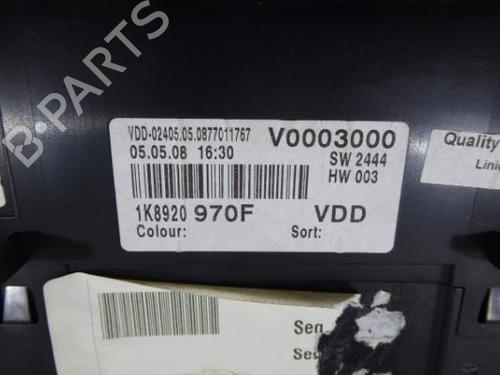 B-PARTS
VDD-02405.05.0877011767
V0003000
05.05.08 16:30
SW 2444
HW 003
1K8920 970F VDD
Colour: Sort:
Quality
Seq.